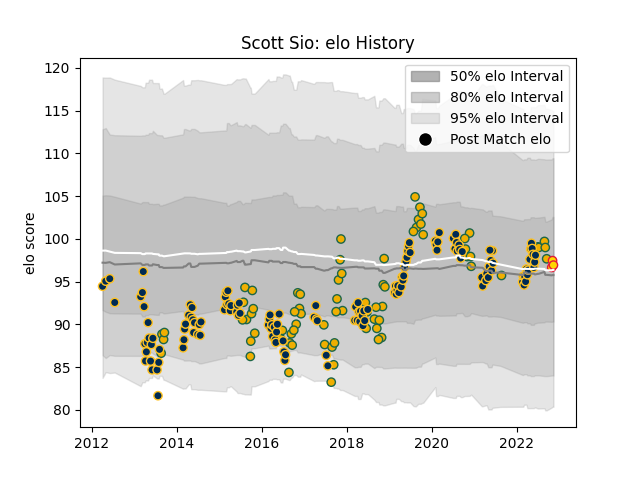 Scott Sio: elo History
50% elo Interval
80% elo Interval
95% elo Interval
Post Match elo
elo score
120
115
110
105
100
95
90
85
80
2012
2014
2016
2018
2020
2022